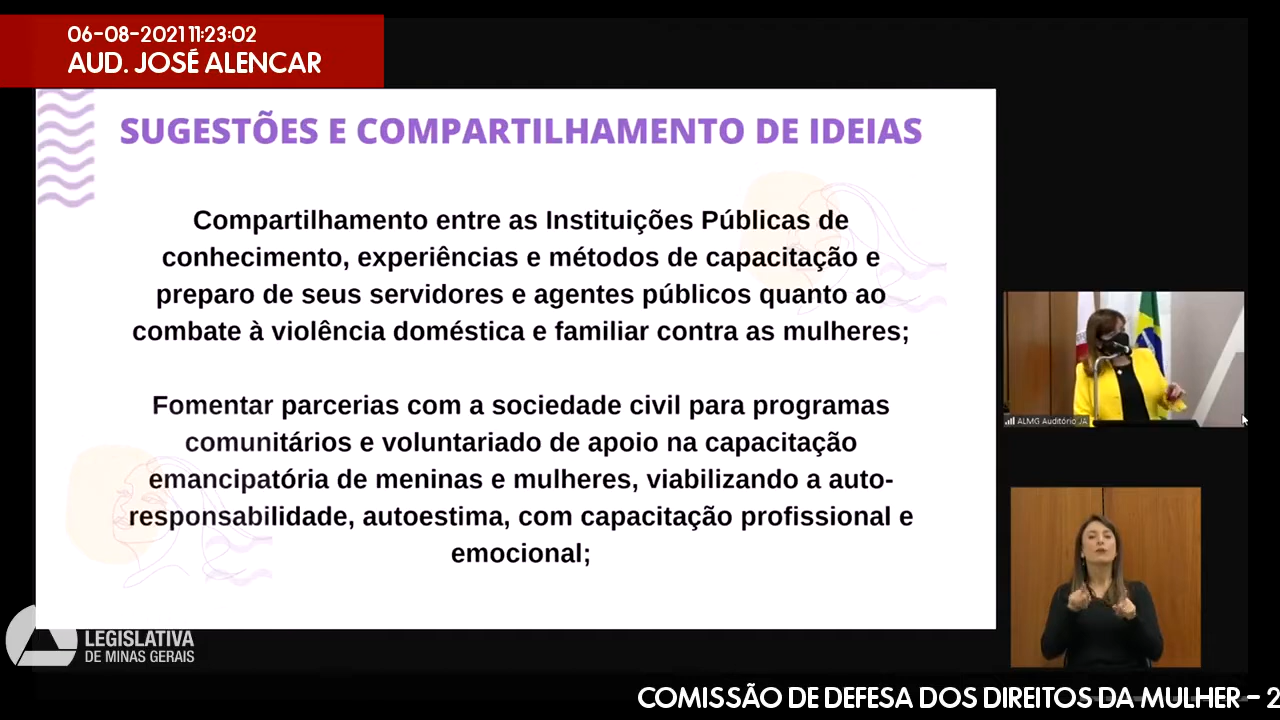 06-08-2021 11:23:02
AUD. JOSÉ ALENCAR
SUGESTÕES E COMPARTILHAMENTO DE IDEIAS
Compartilhamento entre as Instituições Públicas de
conhecimento, experiências e métodos de capacitação e
preparo de seus servidores e agentes públicos quanto ao
combate à violência doméstica e familiar contra as mulheres;
Fomentar parcerias com a sociedade civil para programas
comunitários e voluntariado de apoio na capacitação
emancipatória de meninas e mulheres, viabilizando a auto-
responsabilidade, autoestima, com capacitação profissional e
emocional;
ALMG Auditório JA
LEGISLATIVA
DE MINAS GERAIS
COMISSÃO DE DEFESA DOS DIREITOS DA MULHER - 2